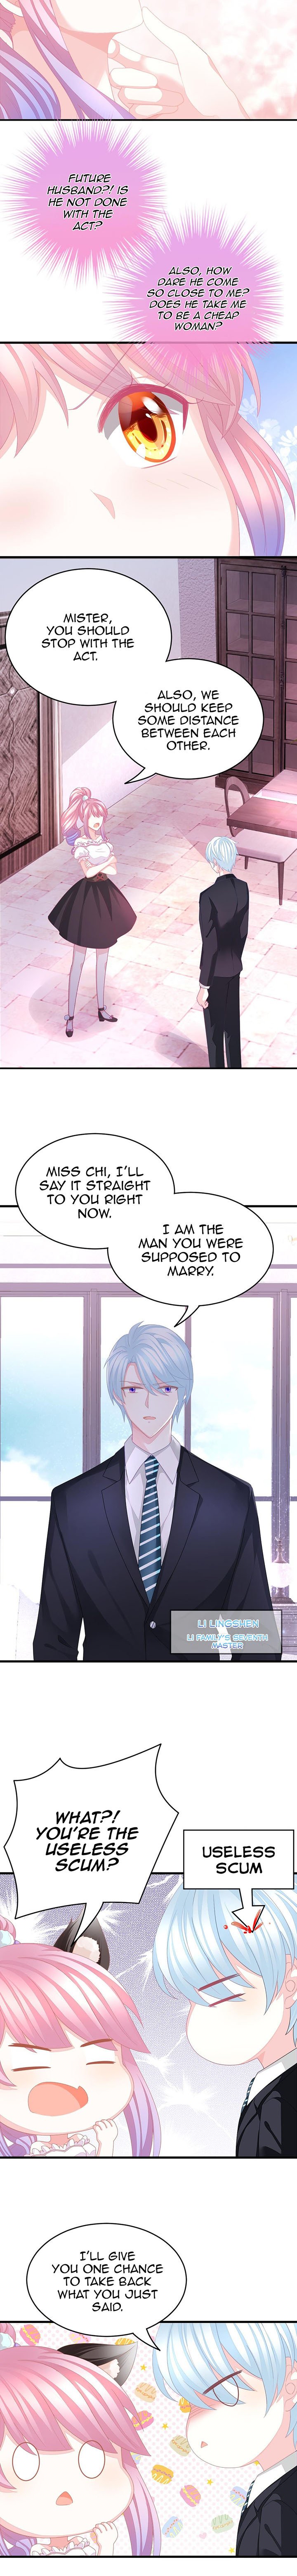 FUTURE
HUSBAND?! IS
HE NOT DONE
WITH THE
ACT?
ALSO, HOW
DARE HE COME
SO CLOSE TO ME?
DOES HE TAKE ME
TO BE A CHEAP
WOMAN?
MISTER,
YOU SHOULD
STOP WITH THE
ACT.
ALSO, WE
SHOULD KEEP
SOME DISTANCE
BETWEEN EACH
OTHER.
MISS CHI, I'LL
SAY IT STRAIGHT
TO YOU RIGHT
NOW.
I AM THE
MAN YOU WERE
SUPPOSED TO
MARRY.
LI LINGSHEN
LI FAMILY'S SEVENTH
MASTER
WHAT?!
YOU'RE THE
USELESS
SCUM?
USELESS
SCUM
I'LL GIVE
YOU ONE CHANCE
TO TAKE BACK
WHAT YOU JUST
SAID.